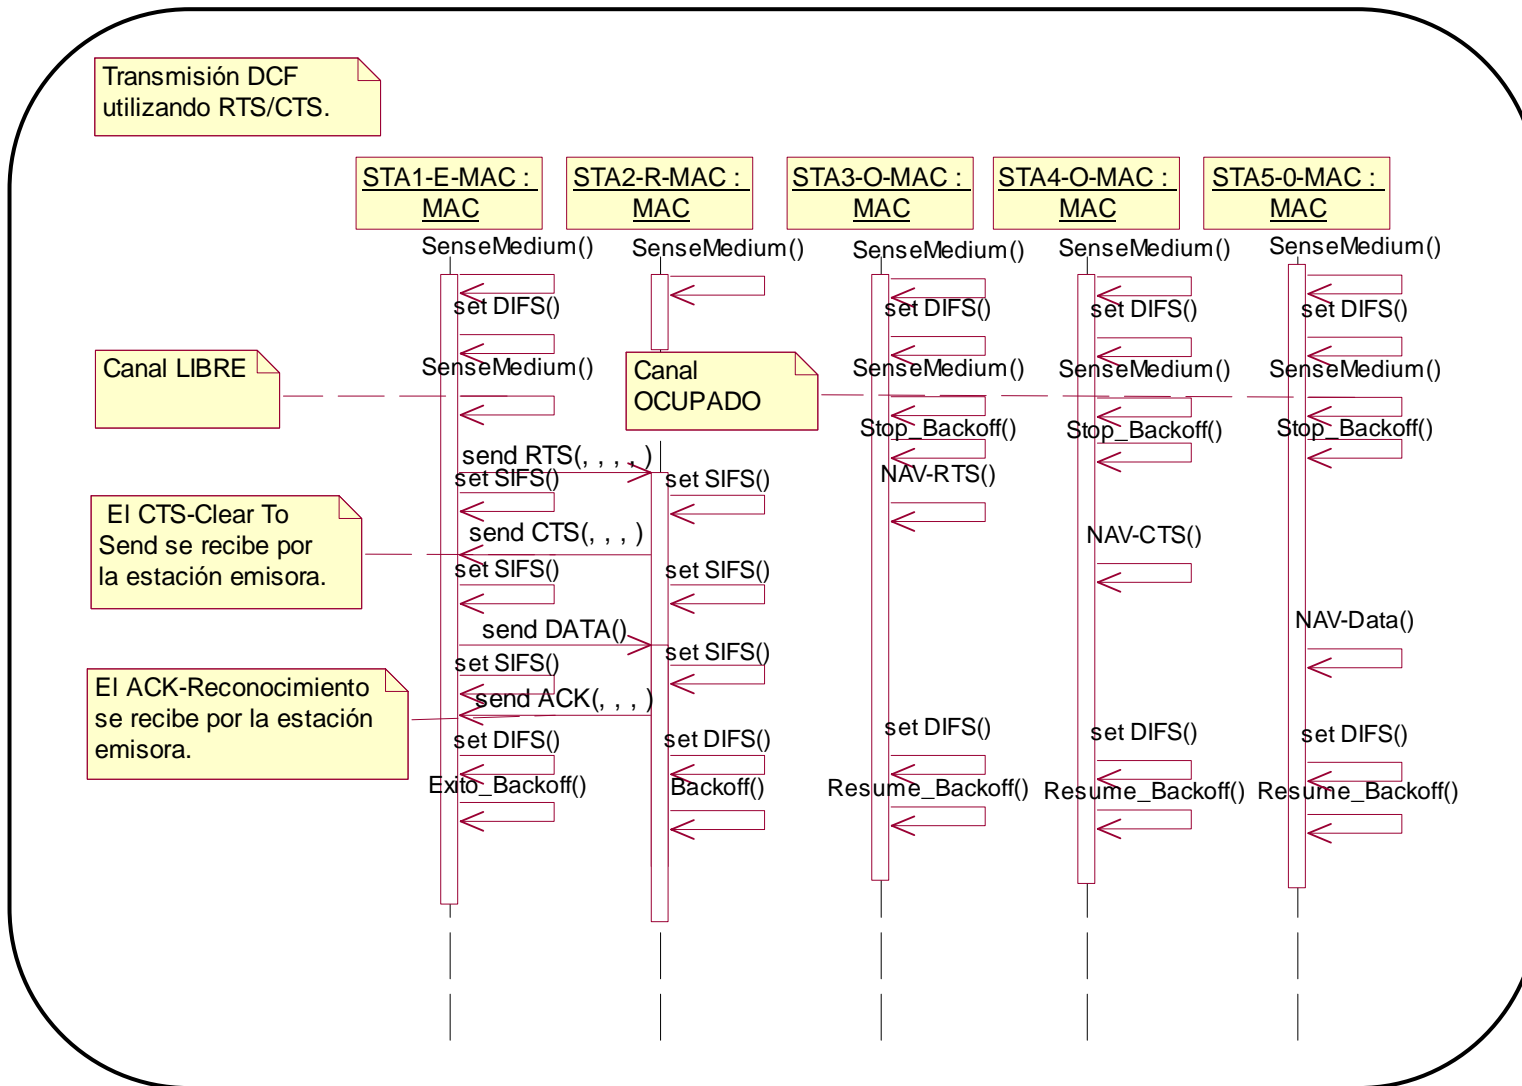 Transmisión DCF
utilizando RTS/CTS.
STA1-E-MAC :
MAC
STA2-R-MAC :
MAC
STA3-O-MAC :
MAC
STA4-O-MAC :
MAC
STA5-0-MAC :
MAC
SenseMedium()
SenseMedium()
SenseMedium()
SenseMedium()
SenseMedium()
set DIFS()
set DIFS()
set DIFS()
set DIFS()
Canal LIBRE
SenseMedium()
Canal
OCUPADO
SenseMedium()
SenseMedium()
SenseMedium()
Stop_Backoff()
Stop_Backoff()
Stop_Backoff()
send RTS(, , , , )
set SIFS()
set SIFS()
NAV-RTS()
El CTS-Clear To
Send se recibe por
la estación emisora.
send CTS(, , , )
NAV-CTS()
set SIFS()
set SIFS()
send DATA()
NAV-Data()
set SIFS()
set SIFS()
El ACK-Reconocimiento
se recibe por la estación
emisora.
send ACK(, , , )
set DIFS()
set DIFS()
set DIFS()
set DIFS()
set DIFS()
Exito_Backoff()
Backoff()
Resume_Backoff()
Resume_Backoff()
Resume_Backoff()